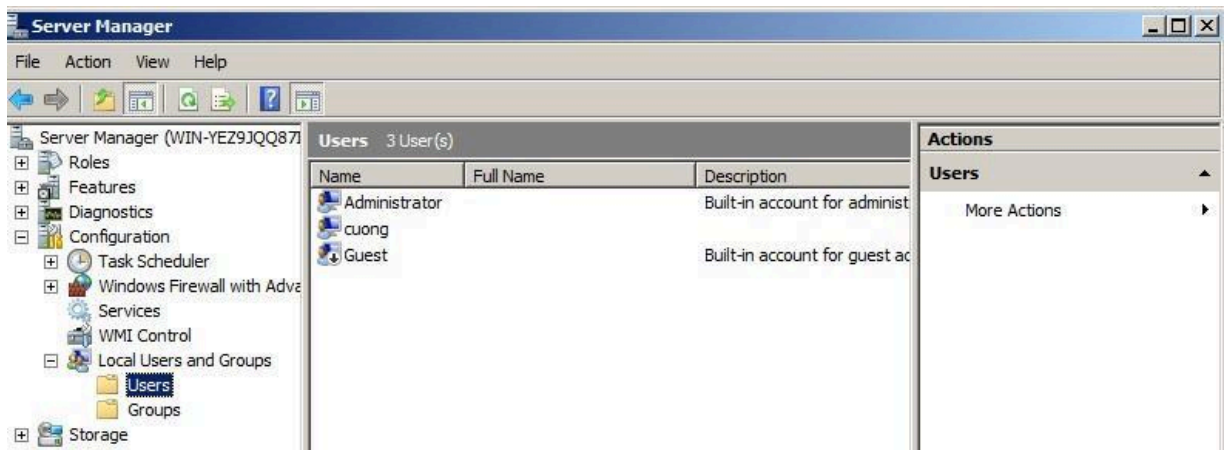 Server Manager
File Action View Help
Server Manager (WIN-YEZ9JQQ87I
Roles
Features
Diagnostics
Configuration
Task Scheduler
Windows Firewall with Adva
Services
WMI Control
Local Users and Groups
Users
Groups
Storage
Users 3 User(s)
Name Full Name Description
Administrator Built-in account for administ
cuong
Guest Built-in account for guest ac
Actions
Users
More Actions